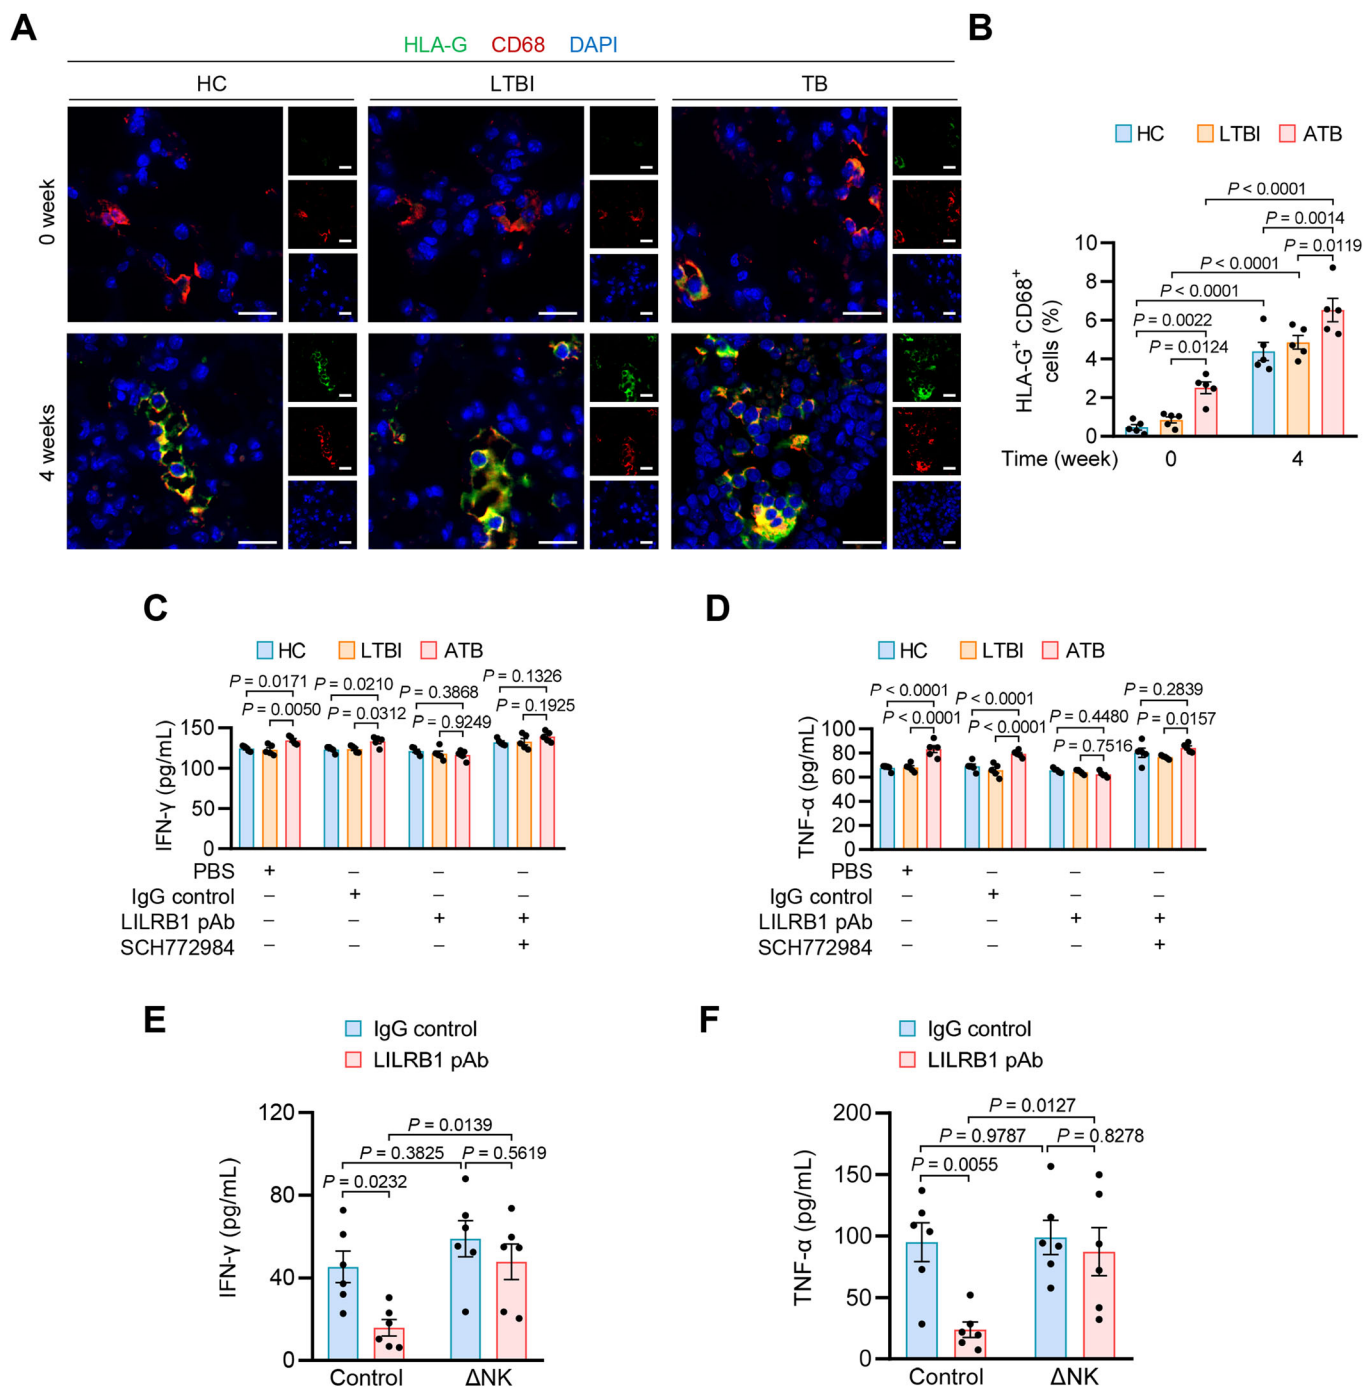 A
HLA-G CD68 DAPI
HC LTBI TB
0 week
4 weeks
B
HC LTBI ATB
P < 0.0001
P = 0.0014
P = 0.0119
P < 0.0001
P < 0.0001
P = 0.0022
P = 0.0124
HLA-G+ CD68+
cells (%)
10
8
6
4
2
0
Time (week) 0 4
C
HC LTBI ATB
P = 0.0171 P = 0.0210 P = 0.3868 P = 0.1326
P = 0.0050 P = 0.0312 P = 0.9249 P = 0.1925
IFN-γ (pg/mL)
150
100
50
0
PBS + – – –
IgG control – + – –
LILRB1 pAb – – + +
SCH772984 – – – +
D
HC LTBI ATB
P < 0.0001 P < 0.0001 P = 0.4480 P = 0.2839
P < 0.0001 P < 0.0001 P = 0.7516 P = 0.0157
TNF-α (pg/mL)
100
80
60
40
20
0
PBS + – – –
IgG control – + – –
LILRB1 pAb – – + +
SCH772984 – – – +
E
IgG control
LILRB1 pAb
P = 0.0139
P = 0.3825 P = 0.5619
P = 0.0232
IFN-γ (pg/mL)
120
80
40
0
Control ΔNK
F
IgG control
LILRB1 pAb
P = 0.0127
P = 0.9787 P = 0.8278
P = 0.0055
TNF-α (pg/mL)
200
150
100
50
0
Control ΔNK